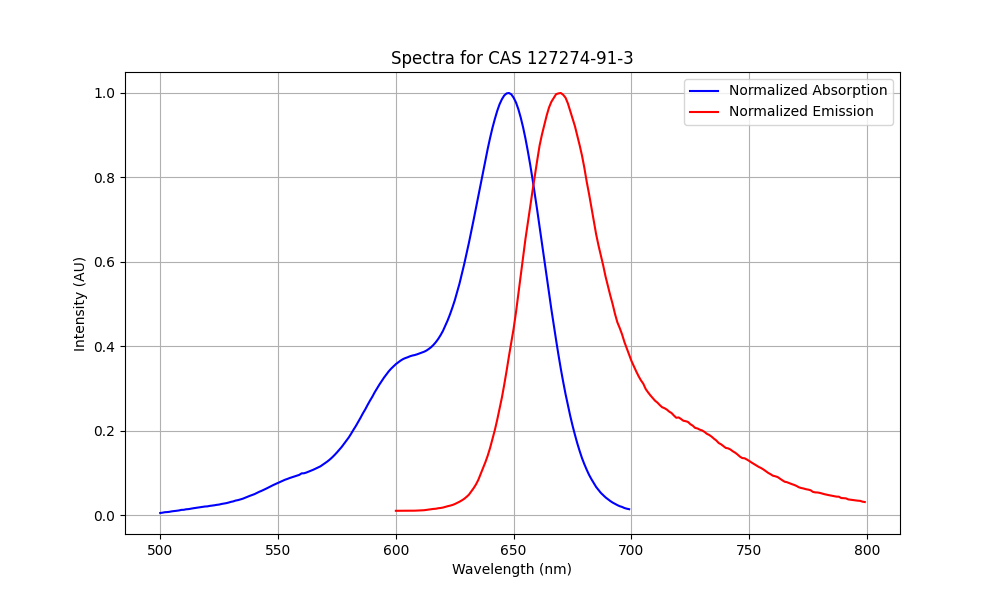 Spectra for CAS 127274-91-3
Normalized Absorption
Normalized Emission
1.0
0.8
0.6
0.4
0.2
0.0
Intensity (AU)
500 550 600 650 700 750 800
Wavelength (nm)